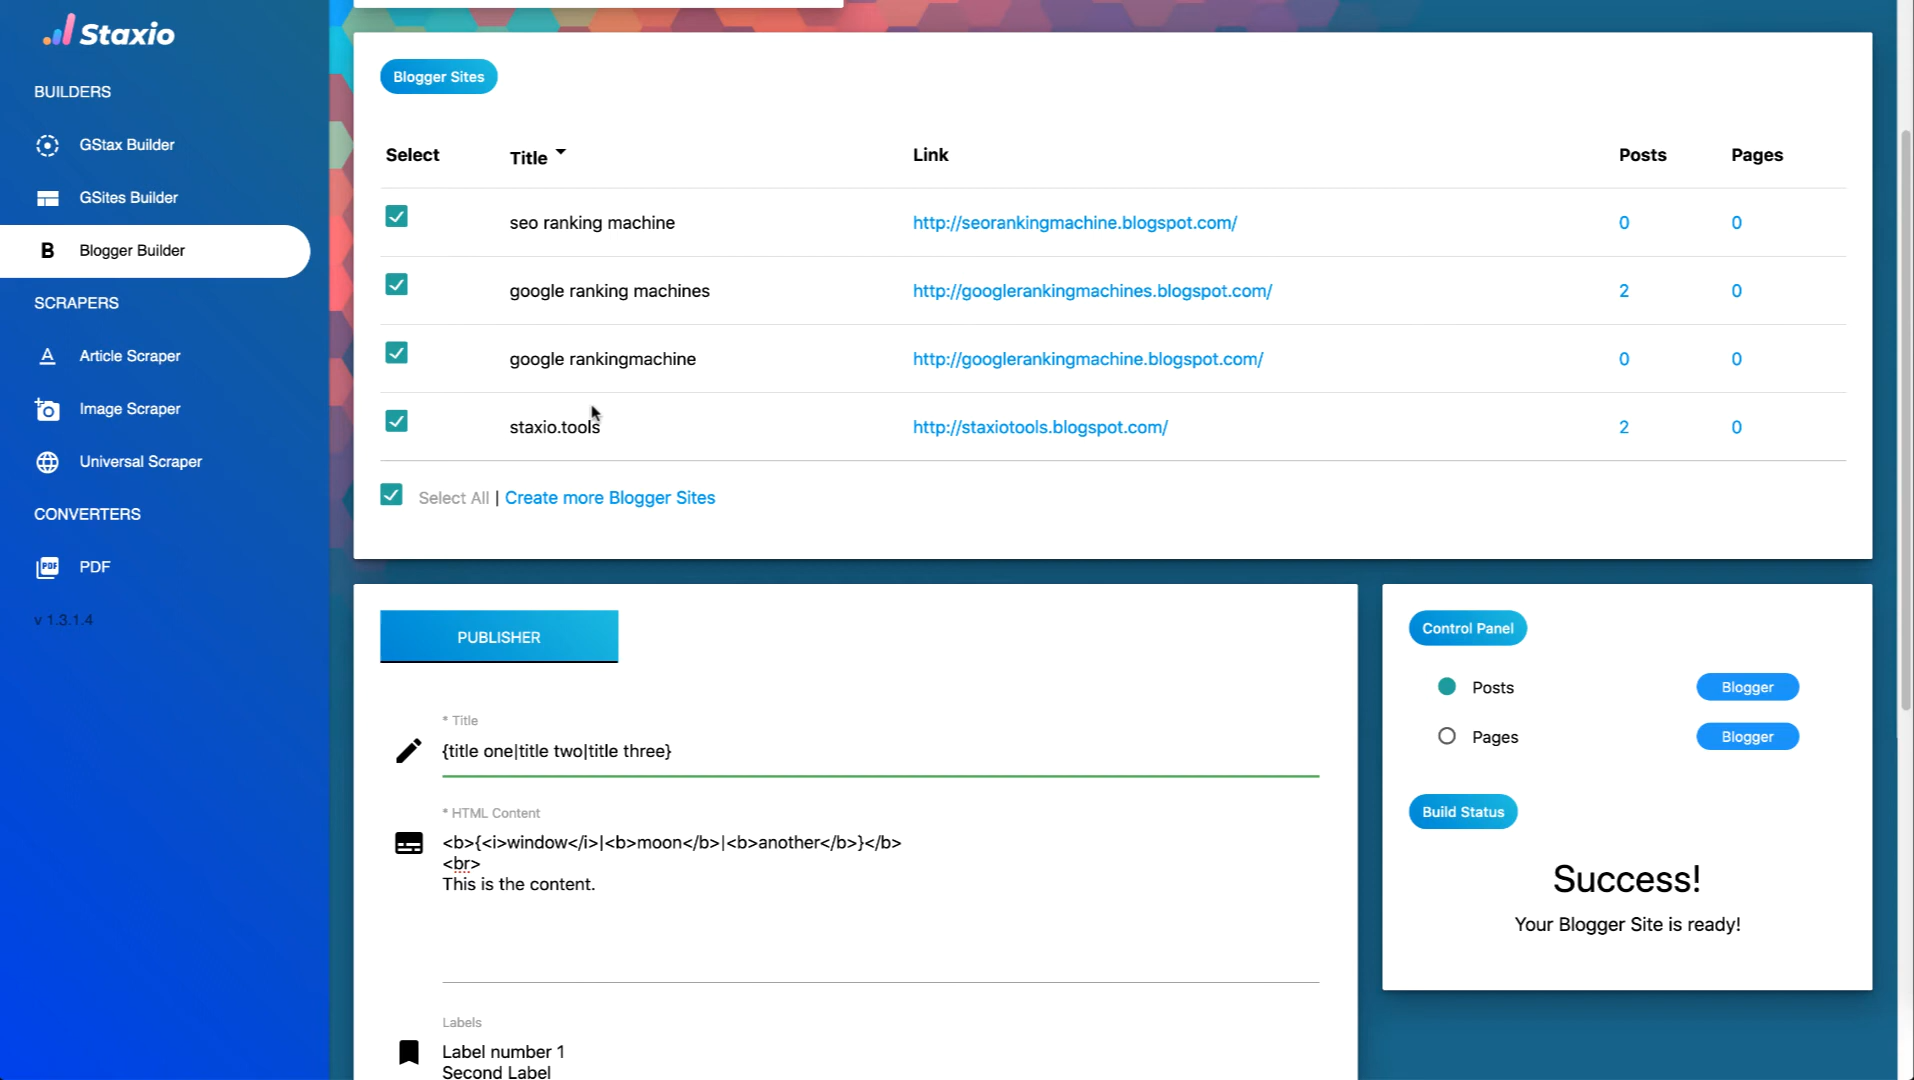 Staxio
BUILDERS
GStax Builder
GSites Builder
B Blogger Builder
SCRAPERS
A Article Scraper
Image Scraper
Universal Scraper
CONVERTERS
PDF PDF
v 1.3.1.4
Blogger Sites
Select Title Link Posts Pages
seo ranking machine http://seorankingmachine.blogspot.com/ 0 0
google ranking machines http://googlerankingmachines.blogspot.com/ 2 0
google rankingmachine http://googlerankingmachine.blogspot.com/ 0 0
staxio.tools http://staxiotools.blogspot.com/ 2 0
Select All | Create more Blogger Sites
PUBLISHER
* Title
{title one|title two|title three}
* HTML Content
<b>{<i>window</i>|<b>moon</b>|<b>another</b>}</b>
<br>
This is the content.
Labels
Label number 1
Second Label
Control Panel
Posts Blogger
Pages Blogger
Build Status
Success!
Your Blogger Site is ready!